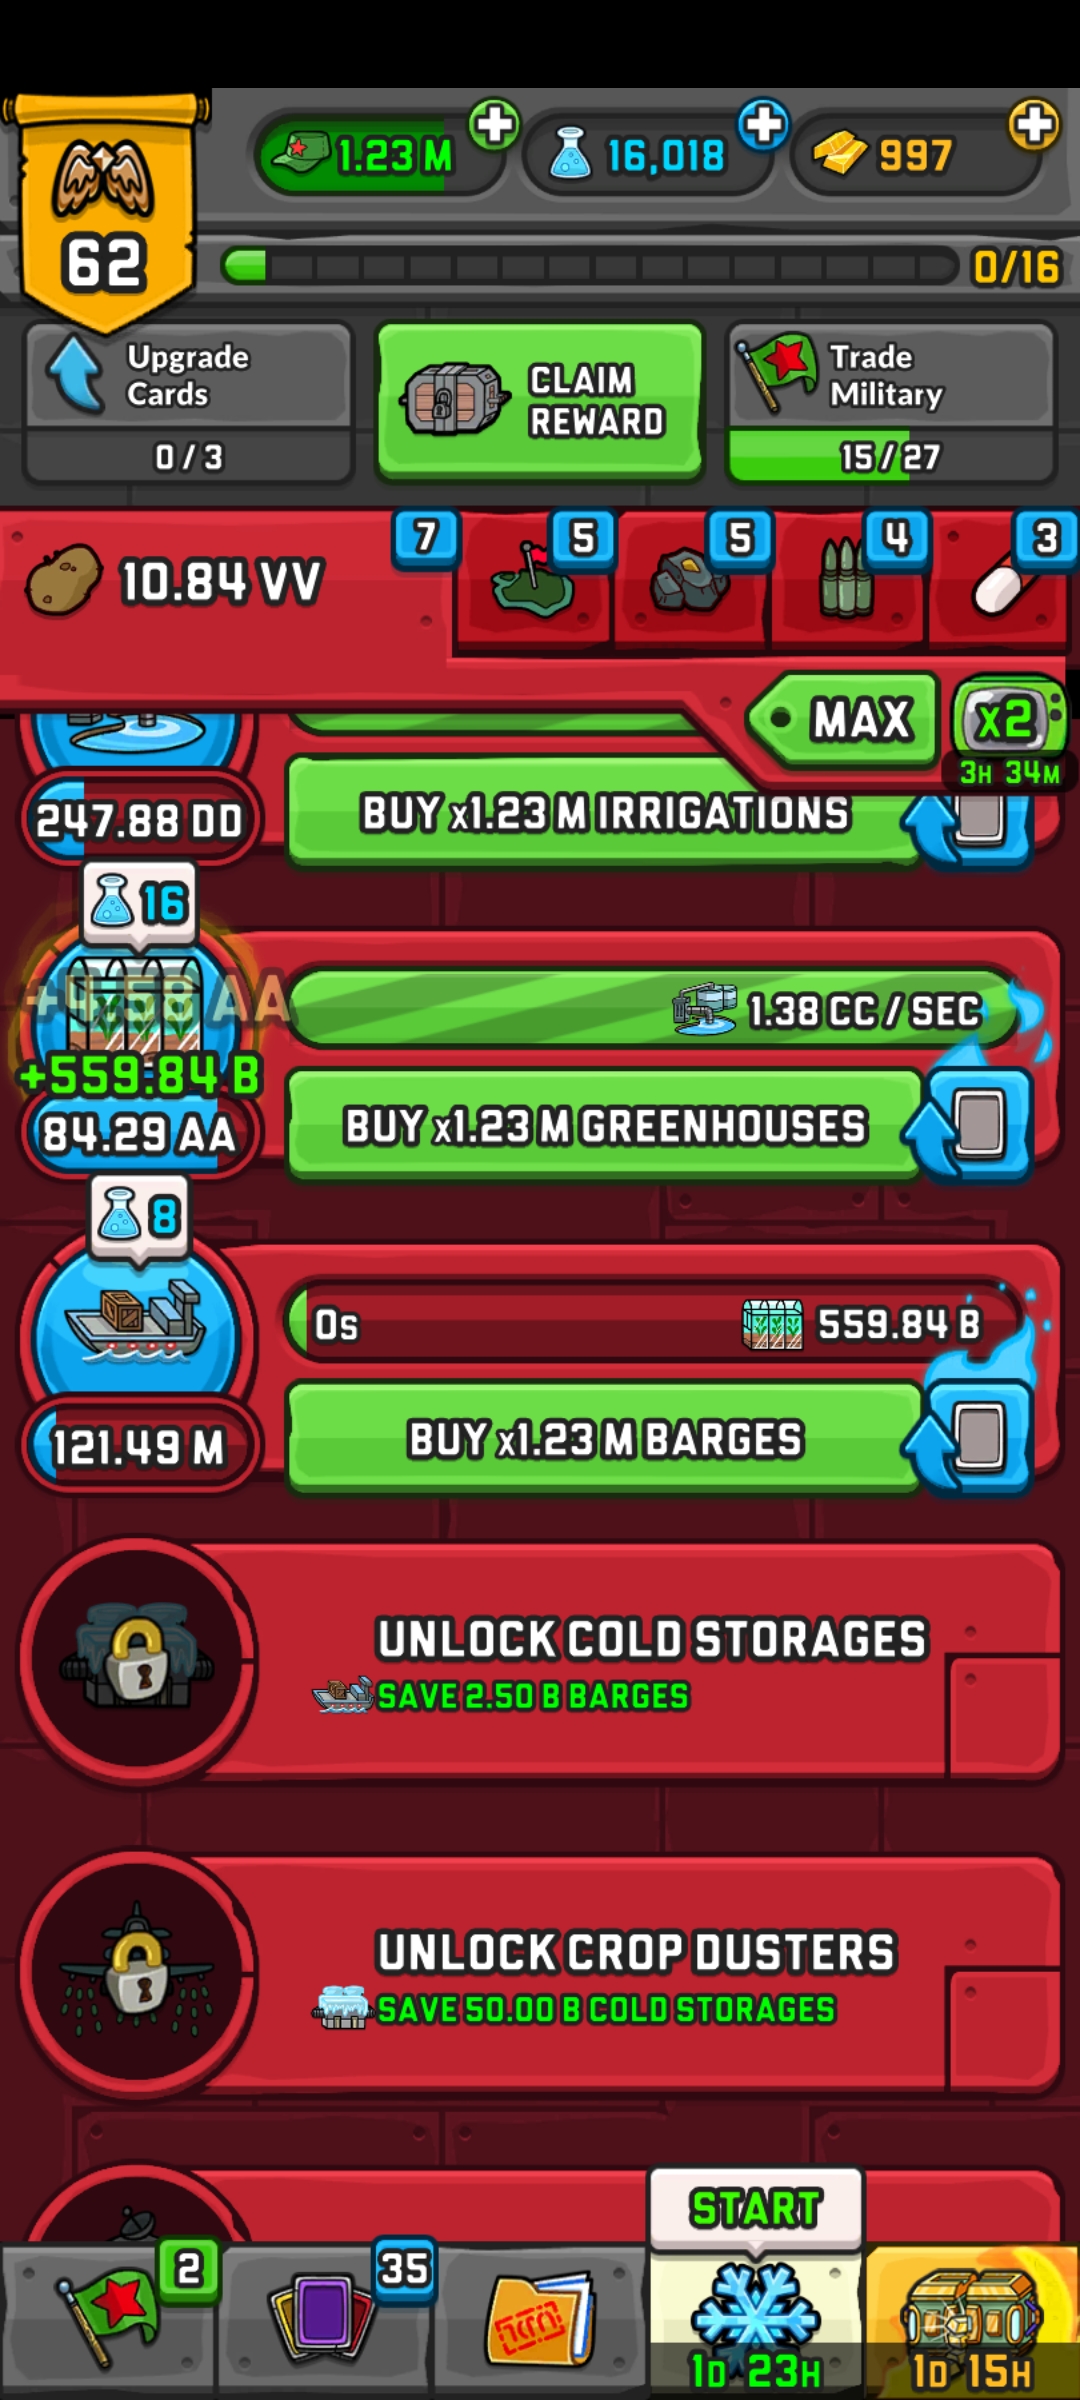 1.23 M
16,018
997
62
0/16
Upgrade
Cards
0 / 3
CLAIM
REWARD
Trade
Military
15 / 27
10.84 VV
7
5
5
4
3
MAX
x2
3H 34M
247.88 DD
BUY x1.23 M IRRIGATIONS
16
+4.58 AA
1.38 CC / SEC
+559.84 B
84.29 AA
BUY x1.23 M GREENHOUSES
8
0s
559.84 B
121.49 M
BUY x1.23 M BARGES
UNLOCK COLD STORAGES
SAVE 2.50 B BARGES
UNLOCK CROP DUSTERS
SAVE 50.00 B COLD STORAGES
START
2
35
1D 23H
1D 15H